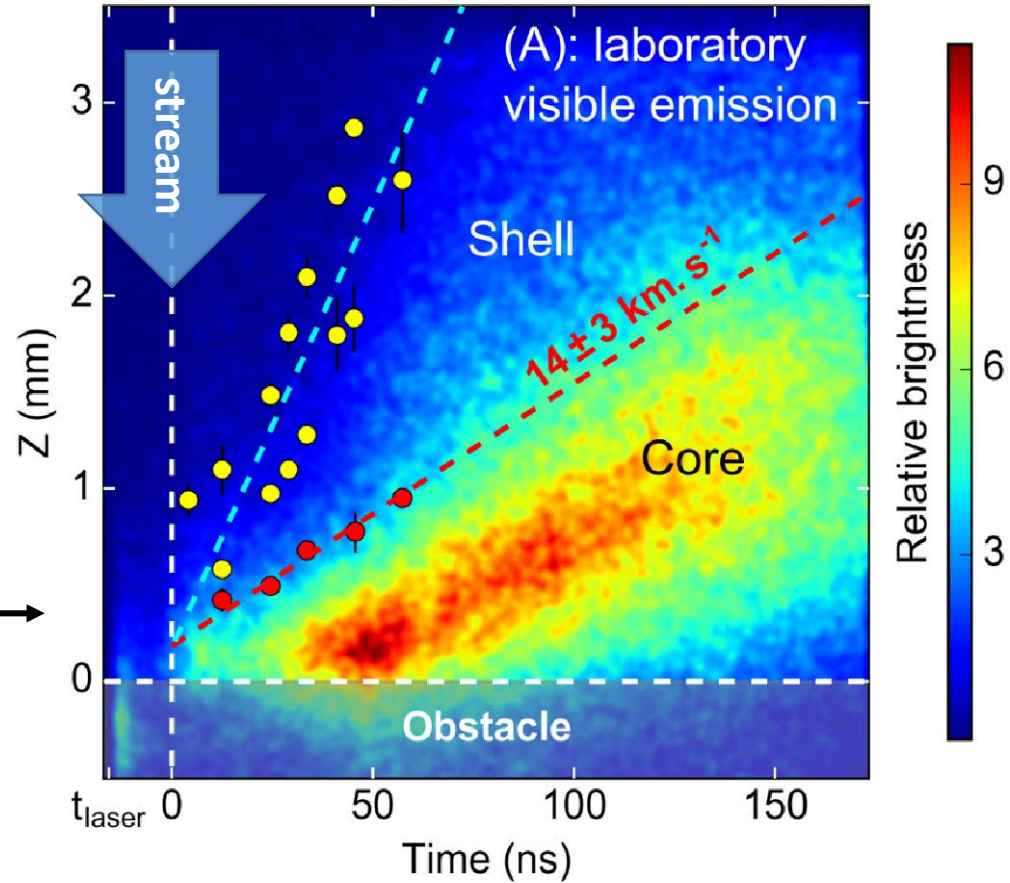 (A): laboratory
visible emission
stream
Shell
14±3 km.s⁻¹
Core
Obstacle
Z (mm)
3
2
1
0
t_laser 0 50 100 150
Time (ns)
Relative brightness
9
6
3